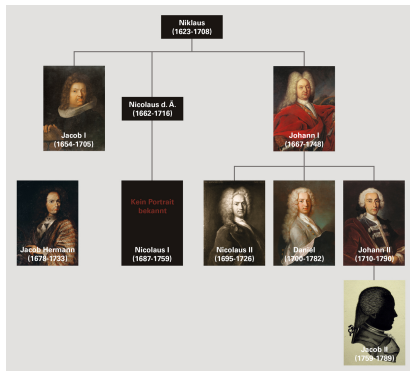 Niklaus
(1623-1708)
Jacob I
(1654-1705)
Nicolaus d. Ä.
(1662-1716)
Johann I
(1667-1748)
Jacob Hermann
(1678-1733)
Kein Portrait
bekannt
Nicolaus I
(1687-1759)
Nicolaus II
(1695-1726)
Daniel
(1700-1782)
Johann II
(1710-1790)
Jacob II
(1759-1789)